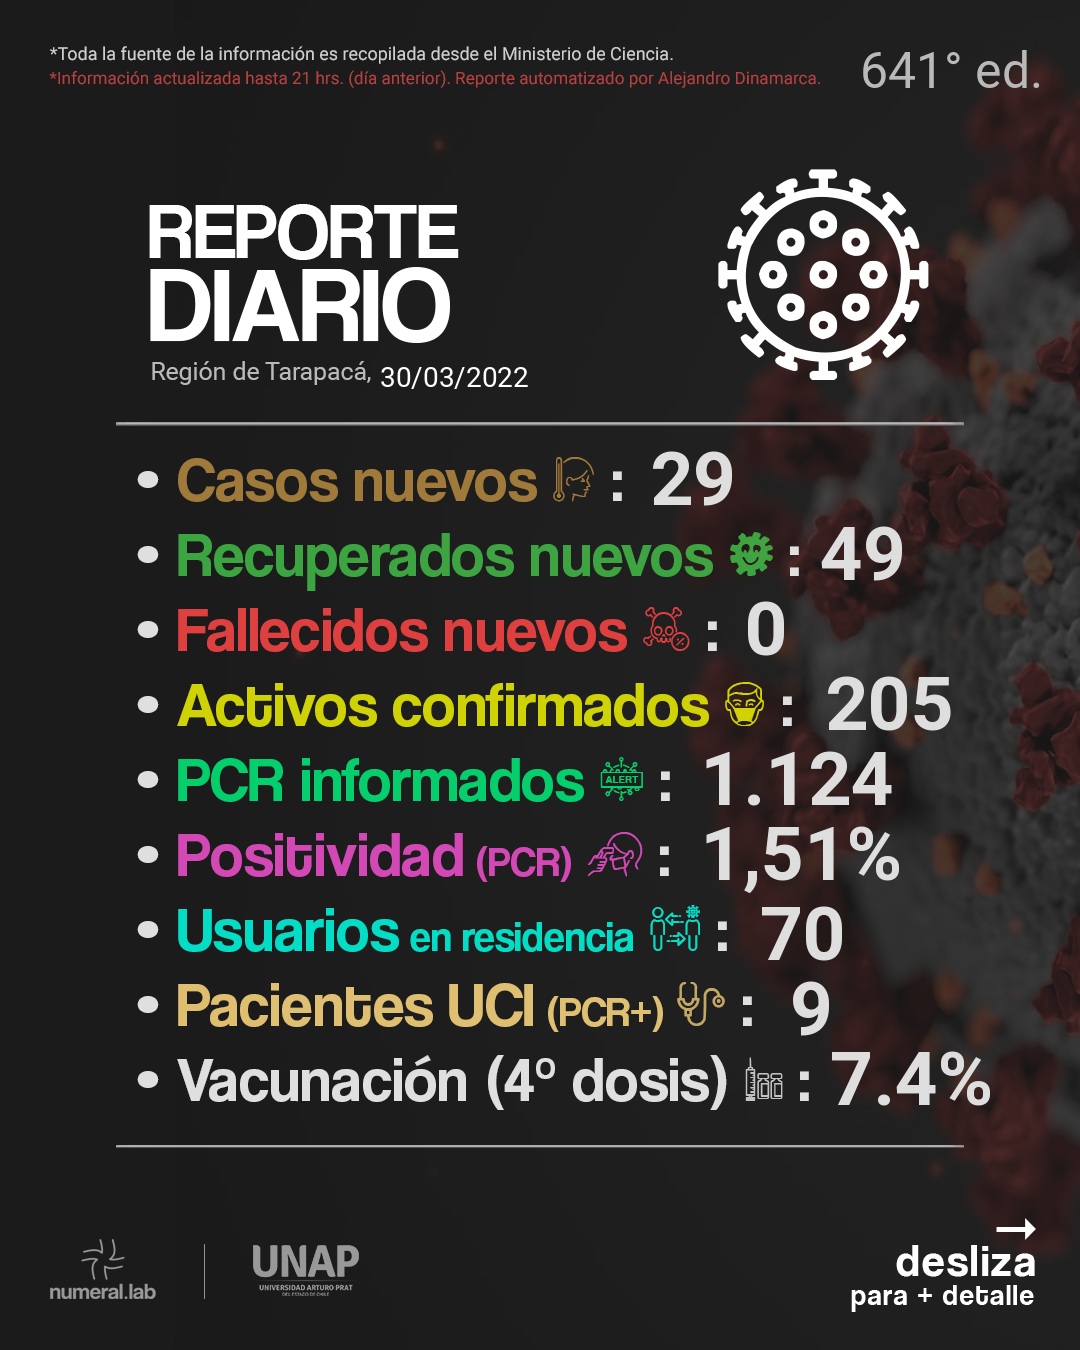 *Toda la fuente de la información es recopilada desde el Ministerio de Ciencia.
*Información actualizada hasta 21 hrs. (día anterior). Reporte automatizado por Alejandro Dinamarca.
641° ed.
REPORTE
DIARIO
Región de Tarapacá, 30/03/2022
• Casos nuevos : 29
• Recuperados nuevos : 49
• Fallecidos nuevos : 0
• Activos confirmados : 205
• PCR informados ALERT : 1.124
• Positividad (PCR) : 1,51%
• Usuarios en residencia : 70
• Pacientes UCI (PCR+) : 9
• Vacunación (4º dosis) : 7.4%
numeral.lab
UNAP
UNIVERSIDAD ARTURO PRAT
DEL ESTADO DE CHILE
desliza
para + detalle